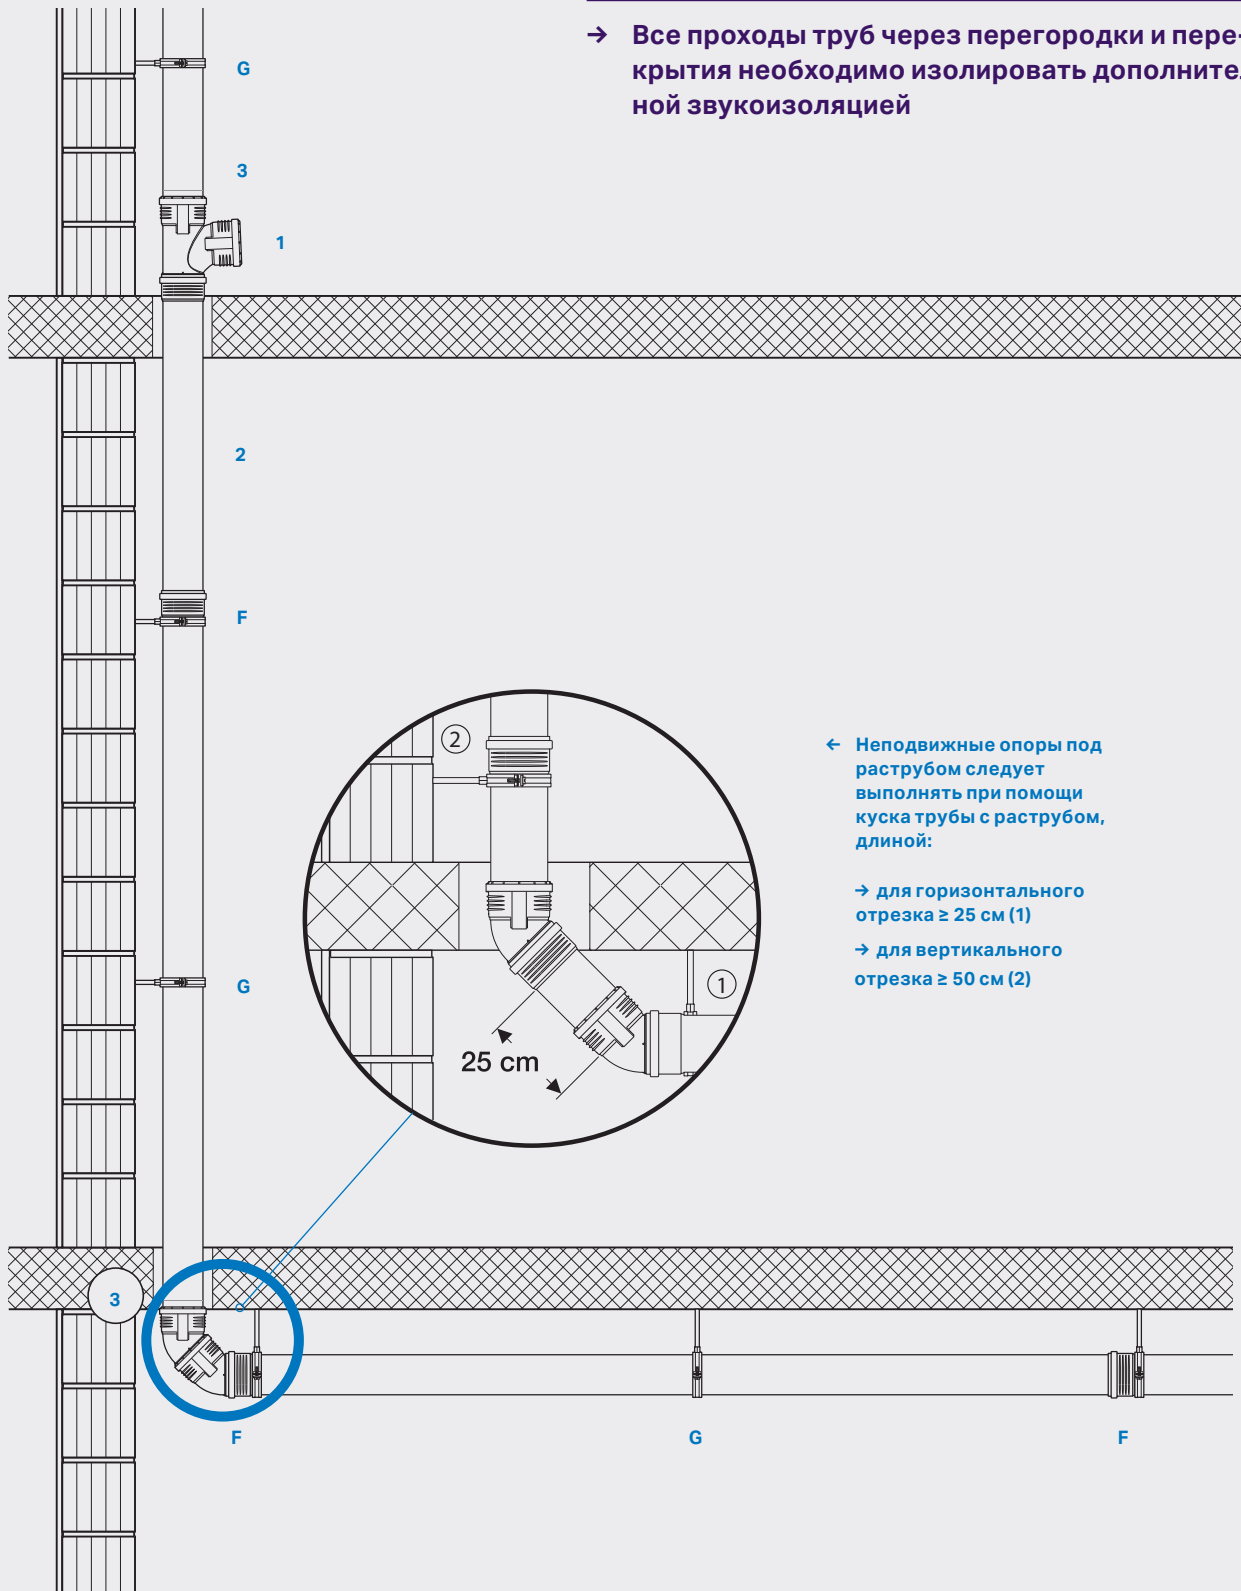 → Все проходы труб через перегородки и пере-
крытия необходимо изолировать дополнител
ной звукоизоляцией
G
3
1
2
F
2
← Неподвижные опоры под
раструбом следует
выполнять при помощи
куска трубы с раструбом,
длиной:
→ для горизонтального
отрезка ≥ 25 см (1)
→ для вертикального
отрезка ≥ 50 см (2)
G
1
25 cm
3
F
G
F